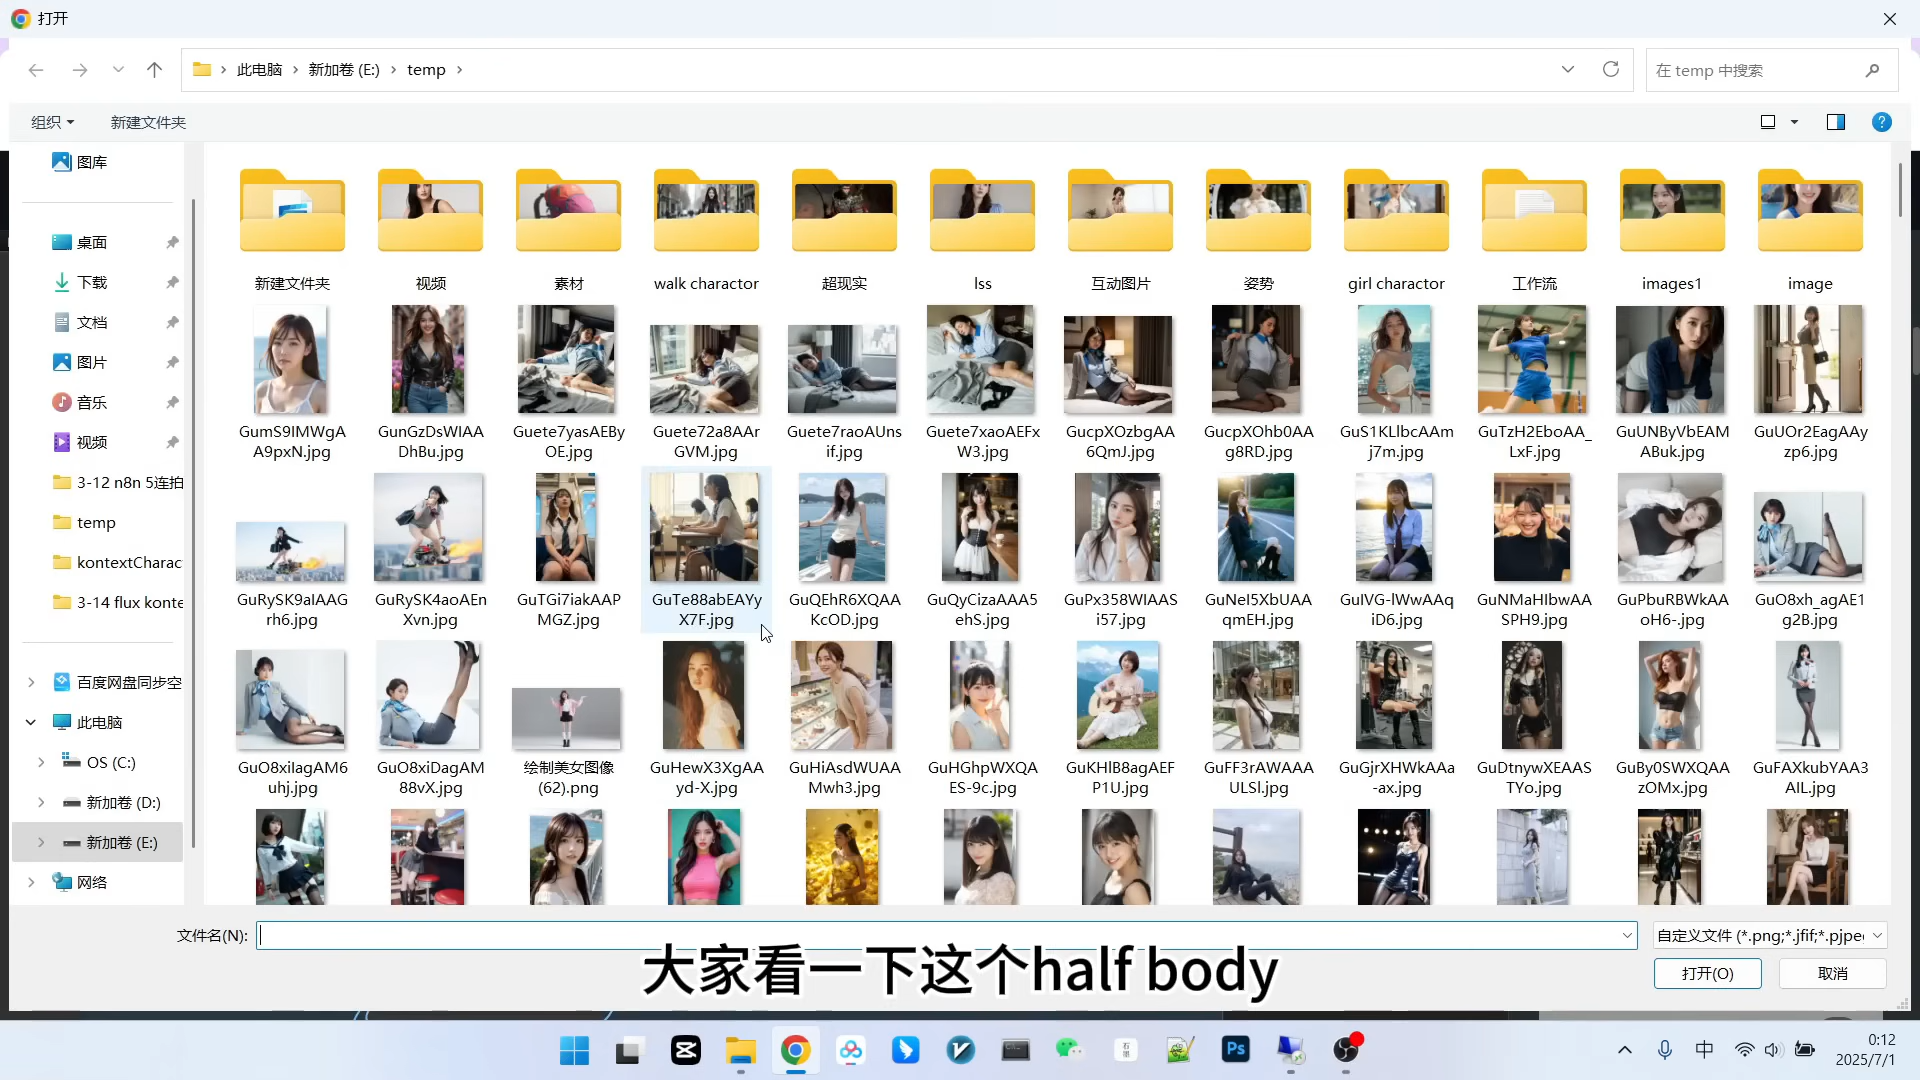 打开
此电脑 › 新加卷 (E:) › temp ›
在 temp 中搜索
组织
新建文件夹
图库
桌面
下载
文档
图片
音乐
视频
3-12 n8n 5连拍
temp
kontextCharac
3-14 flux konte
百度网盘同步空
此电脑
OS (C:)
新加卷 (D:)
新加卷 (E:)
网络
新建文件夹
视频
素材
walk charactor
超现实
lss
互动图片
姿势
girl charactor
工作流
images1
image
GumS9IMWgA
A9pxN.jpg
GunGzDsWIAA
DhBu.jpg
Guete7yasAEBy
OE.jpg
Guete72a8AAr
GVM.jpg
Guete7raoAUns
if.jpg
Guete7xaoAEFx
W3.jpg
GucpXOzbgAA
6QmJ.jpg
GucpXOhb0AA
g8RD.jpg
GuS1KLlbcAAm
j7m.jpg
GuTzH2EboAA_
LxF.jpg
GuUNByVbEAM
ABuk.jpg
GuUOr2EagAAy
zp6.jpg
GuRySK9aIAAG
rh6.jpg
GuRySK4aoAEn
Xvn.jpg
GuTGi7iakAAP
MGZ.jpg
GuTe88abEAYy
X7F.jpg
GuQEhR6XQAA
KcOD.jpg
GuQyCizaAAA5
ehS.jpg
GuPx358WIAAS
i57.jpg
GuNeI5XbUAA
qmEH.jpg
GuIVG-lWwAAq
iD6.jpg
GuNMaHIbwAA
SPH9.jpg
GuPbuRBWkAA
oH6-.jpg
GuO8xh_agAE1
g2B.jpg
GuO8xiIagAM6
uhj.jpg
GuO8xiDagAM
88vX.jpg
绘制美女图像
(62).png
GuHewX3XgAA
yd-X.jpg
GuHiAsdWUAA
Mwh3.jpg
GuHGhpWXQA
ES-9c.jpg
GuKHlB8agAEF
P1U.jpg
GuFF3rAWAAA
ULSl.jpg
GuGjrXHWkAAa
-ax.jpg
GuDtnywXEAAS
TYo.jpg
GuBy0SWXQAA
zOMx.jpg
GuFAXkubYAA3
AIL.jpg
文件名(N):
自定义文件 (*.png;*.jfif;*.pjpe
打开(O)
取消
大家看一下这个half body
Ps
中
0:12
2025/7/1